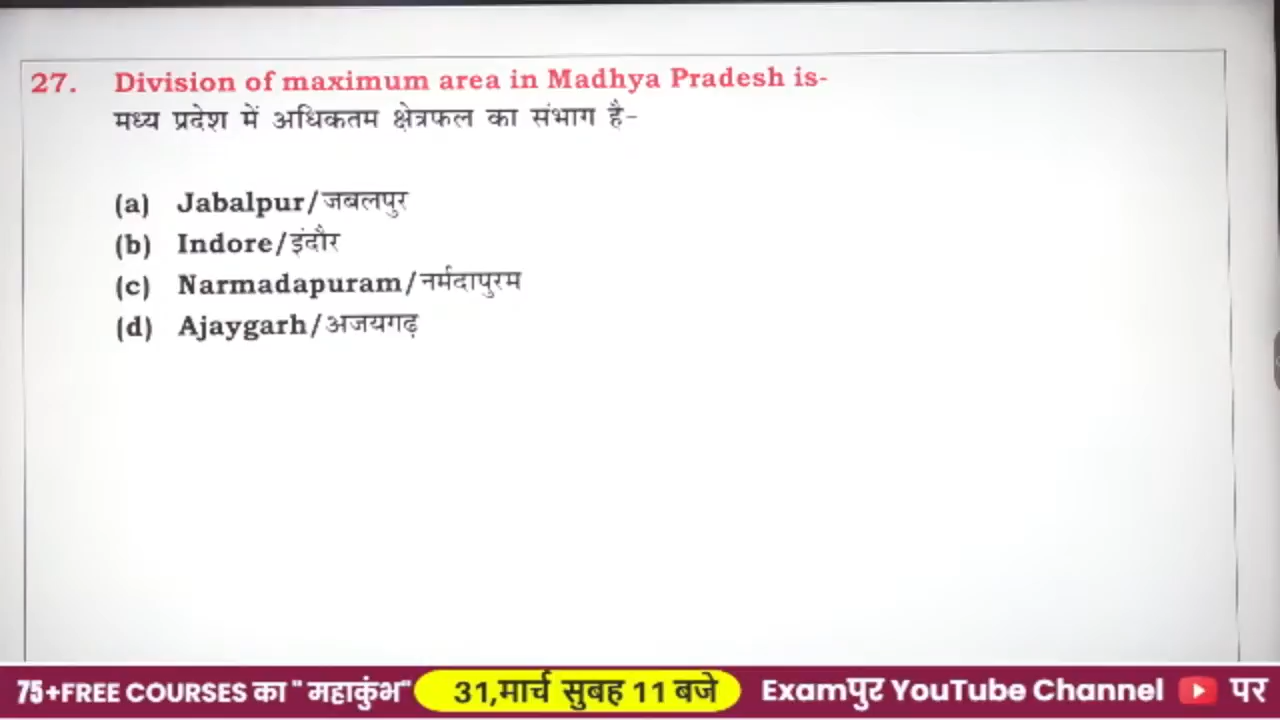 27. Division of maximum area in Madhya Pradesh is-
मध्य प्रदेश में अधिकतम क्षेत्रफल का संभाग है-
(a) Jabalpur/जबलपुर
(b) Indore/इंदौर
(c) Narmadapuram/नर्मदापुरम
(d) Ajaygarh/अजयगढ़
75+FREE COURSES का " महाकुंभ" 31,मार्च सुबह 11 बजे Examपुर YouTube Channel पर